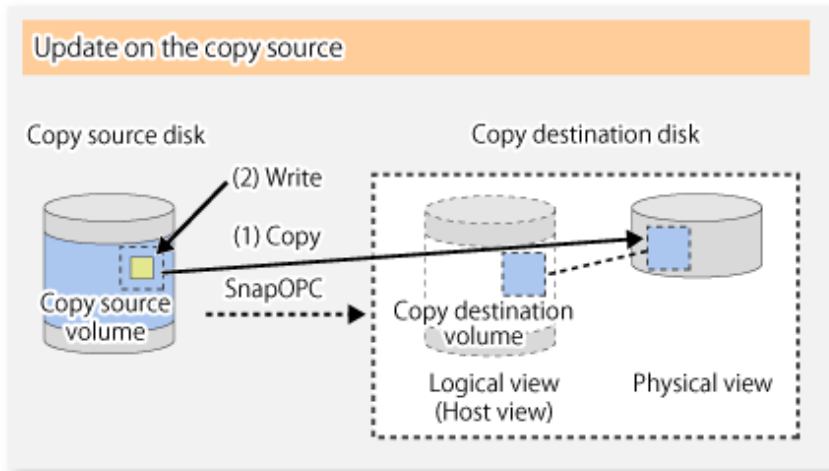 Update on the copy source
Copy source disk
Copy destination disk
(2) Write
(1) Copy
SnapOPC
Copy source
volume
Copy destination
volume
Logical view
(Host view)
Physical view